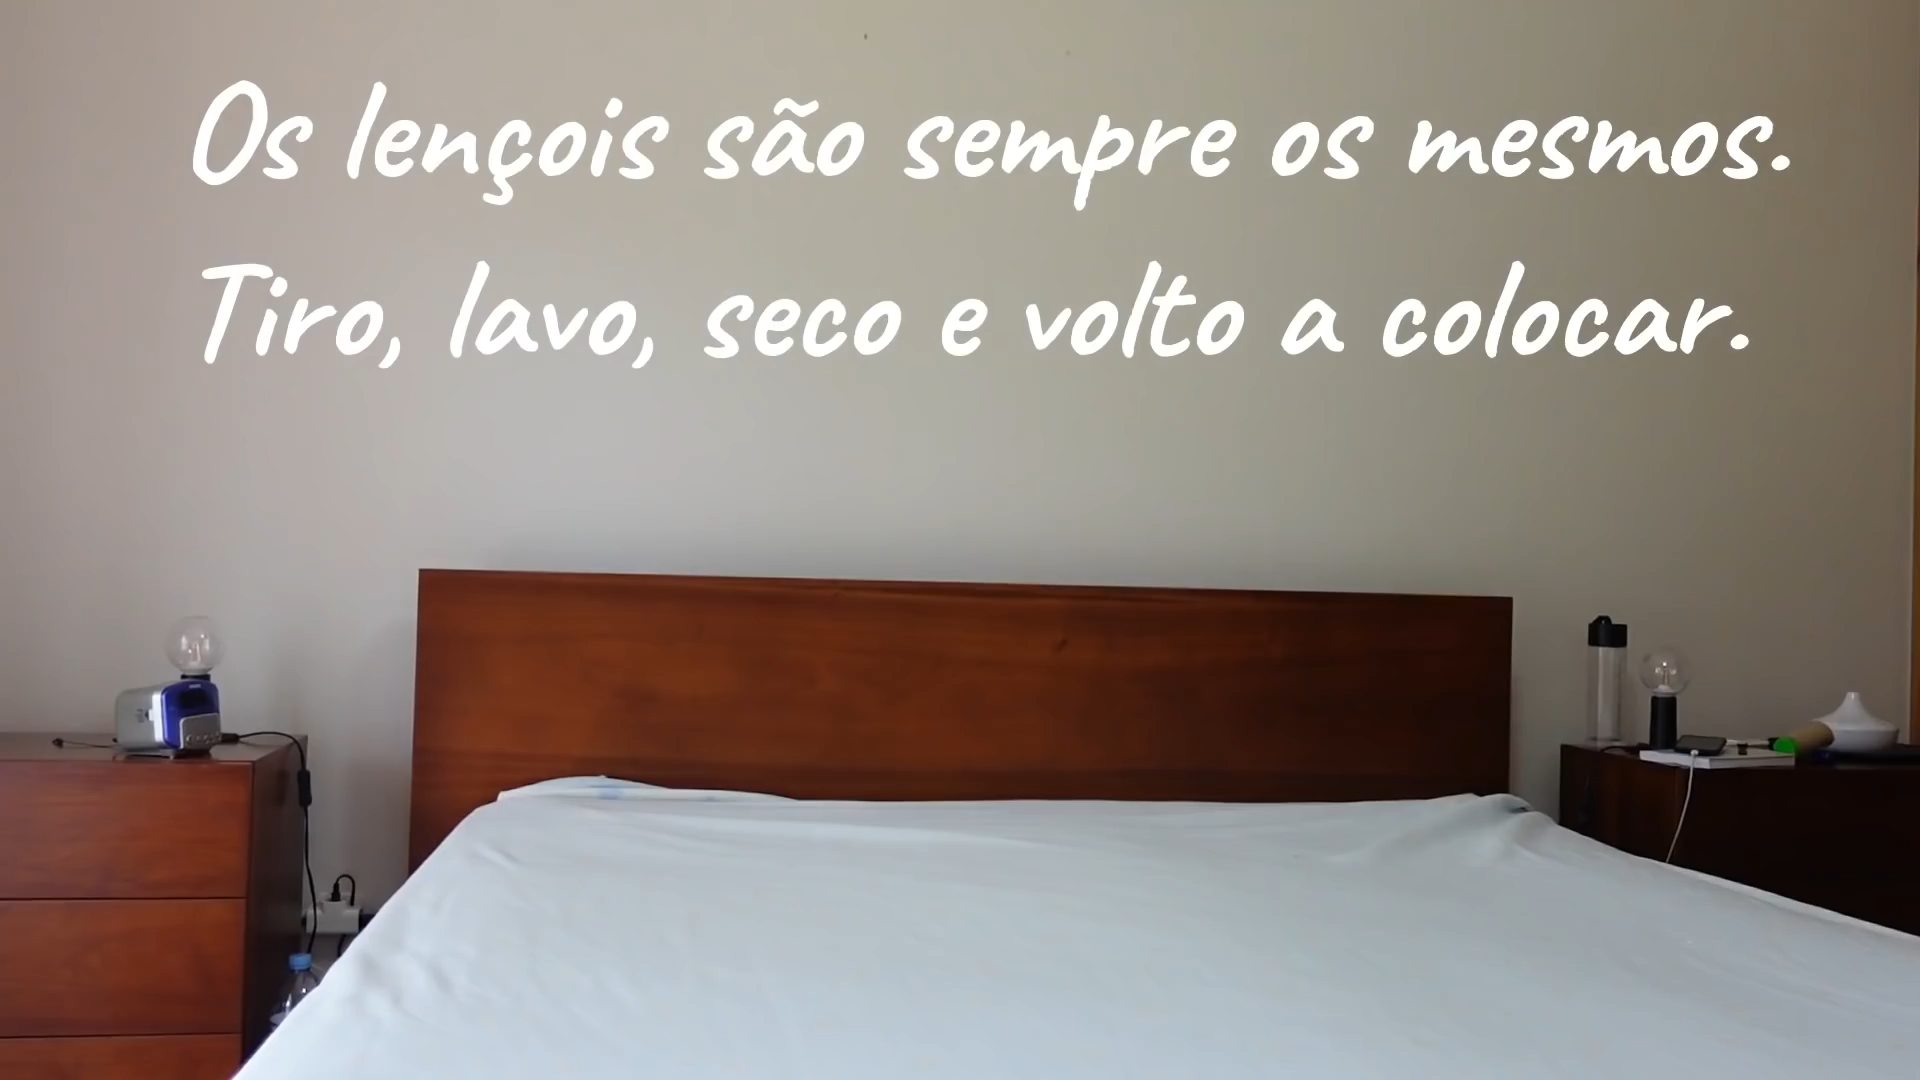 Os lençois são sempre os mesmos.
Tiro, lavo, seco e volto a colocar.